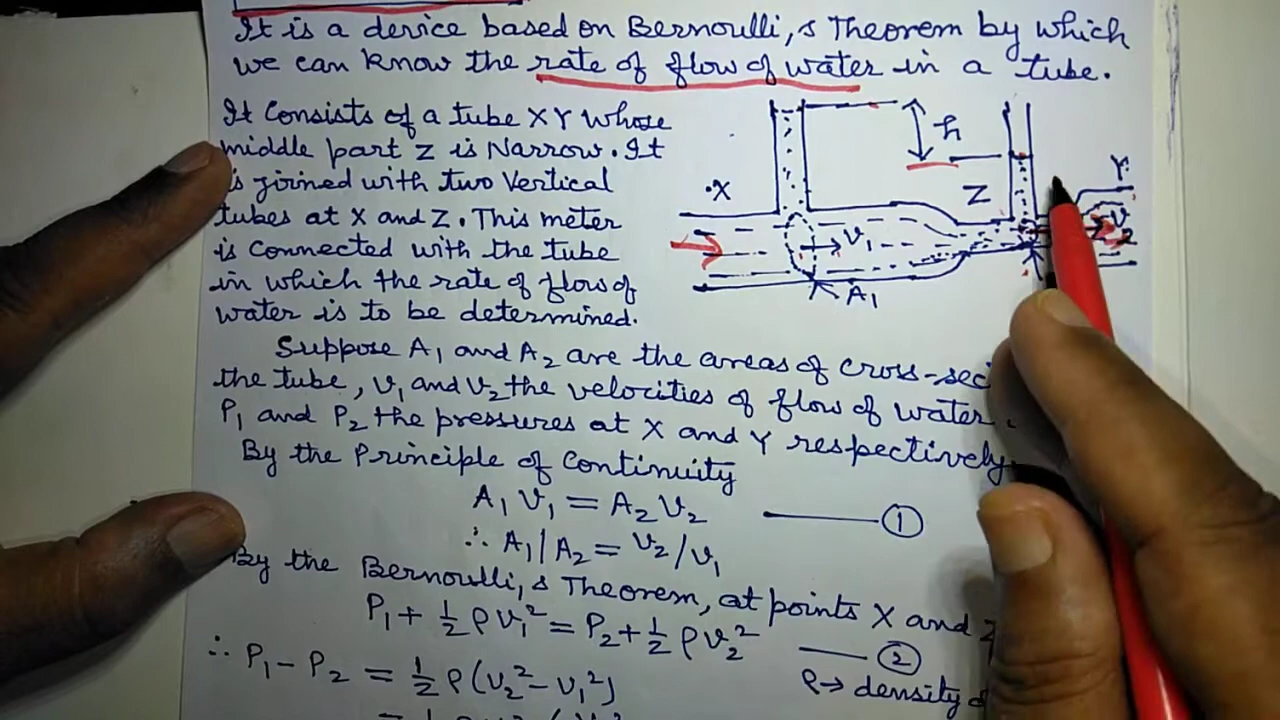 It is a device based on Bernoulli,s Theorem by which
we can know the rate of flow of water in a tube.
It consists of a tube XY whose
middle part Z is Narrow. It
is joined with two Vertical
tubes at X and Z. This meter
is connected with the tube
in which the rate of flow of
water is to be determined.
h
.X
Z
Y
V1
V2
A1
Suppose A1 and A2 are the areas of cross-sec
the tube, v1 and v2 the velocities of flow of water.
P1 and P2 the pressures at X and Y respectively.
By the Principle of Continuity
A1 v1 = A2 v2 ——— ①
∴ A1/A2 = v2/v1
By the Bernoulli,s Theorem, at points X and Z
P1 + ½ ρv1² = P2 + ½ ρv2² ——— ②
∴ P1 - P2 = ½ ρ(v2² - v1²)
ρ→ density